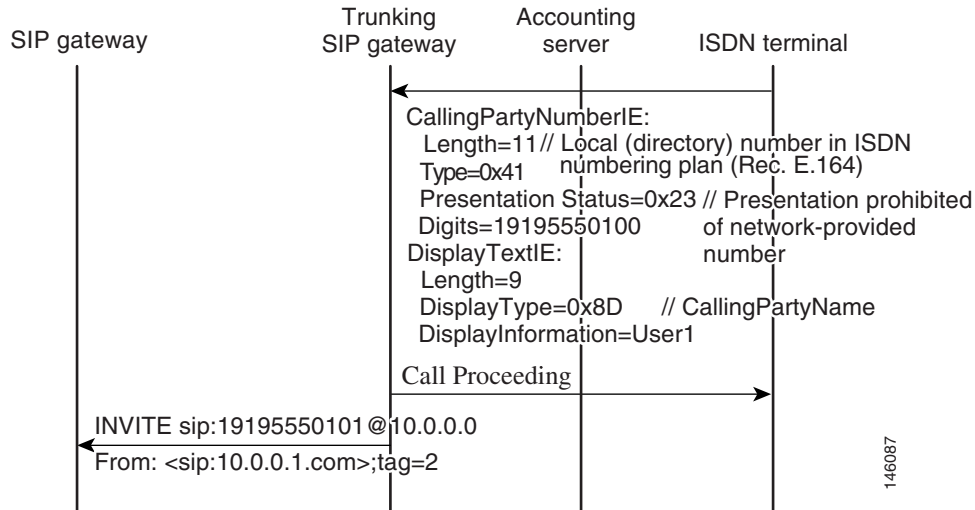 SIP gateway
Trunking
SIP gateway
Accounting
server
ISDN terminal
CallingPartyNumberIE:
Length=11// Local (directory) number in ISDN
numbering plan (Rec. E.164)
Type=0x41
Presentation Status=0x23 // Presentation prohibited
of network-provided
number
Digits=19195550100
DisplayTextIE:
Length=9
DisplayType=0x8D // CallingPartyName
DisplayInformation=User1
Call Proceeding
INVITE sip:19195550101@10.0.0.0
From: <sip:10.0.0.1.com>;tag=2
146087